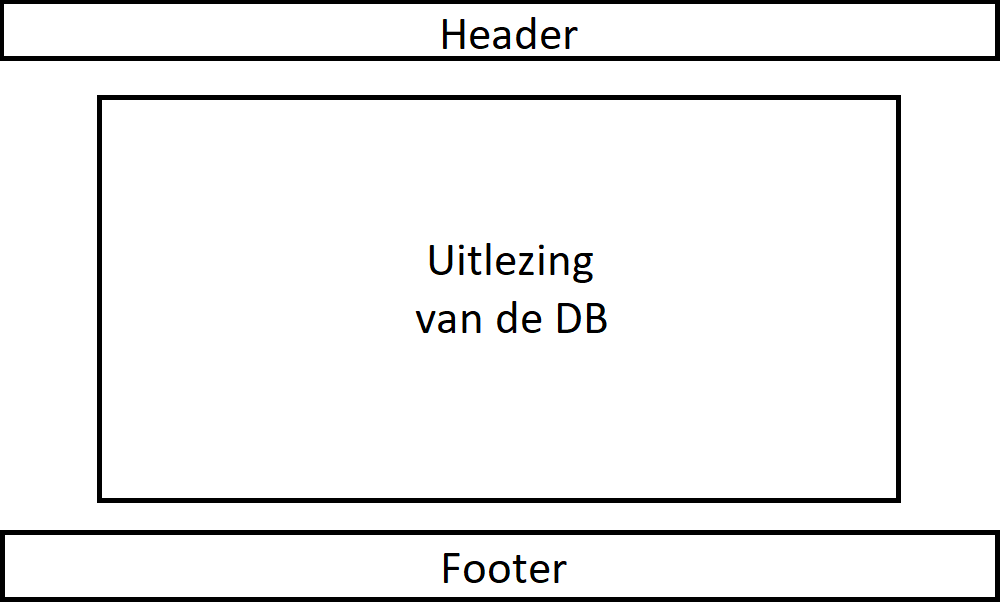 Header
Uitlezing
van de DB
Footer